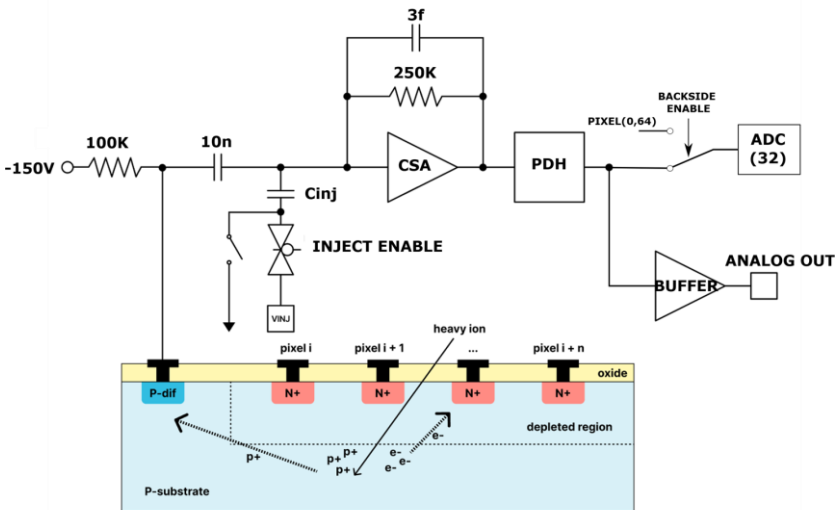 3f
250K
BACKSIDE
ENABLE
PIXEL(0,64)
100K
10n
ADC
(32)
-150V
CSA
PDH
Cinj
INJECT ENABLE
ANALOG OUT
BUFFER
VINJ
heavy ion
pixel i
pixel i + 1
...
pixel i + n
oxide
P-dif
N+
N+
N+
N+
depleted region
e-
p+
p+
p+
p+
e-
e-
e-
P-substrate